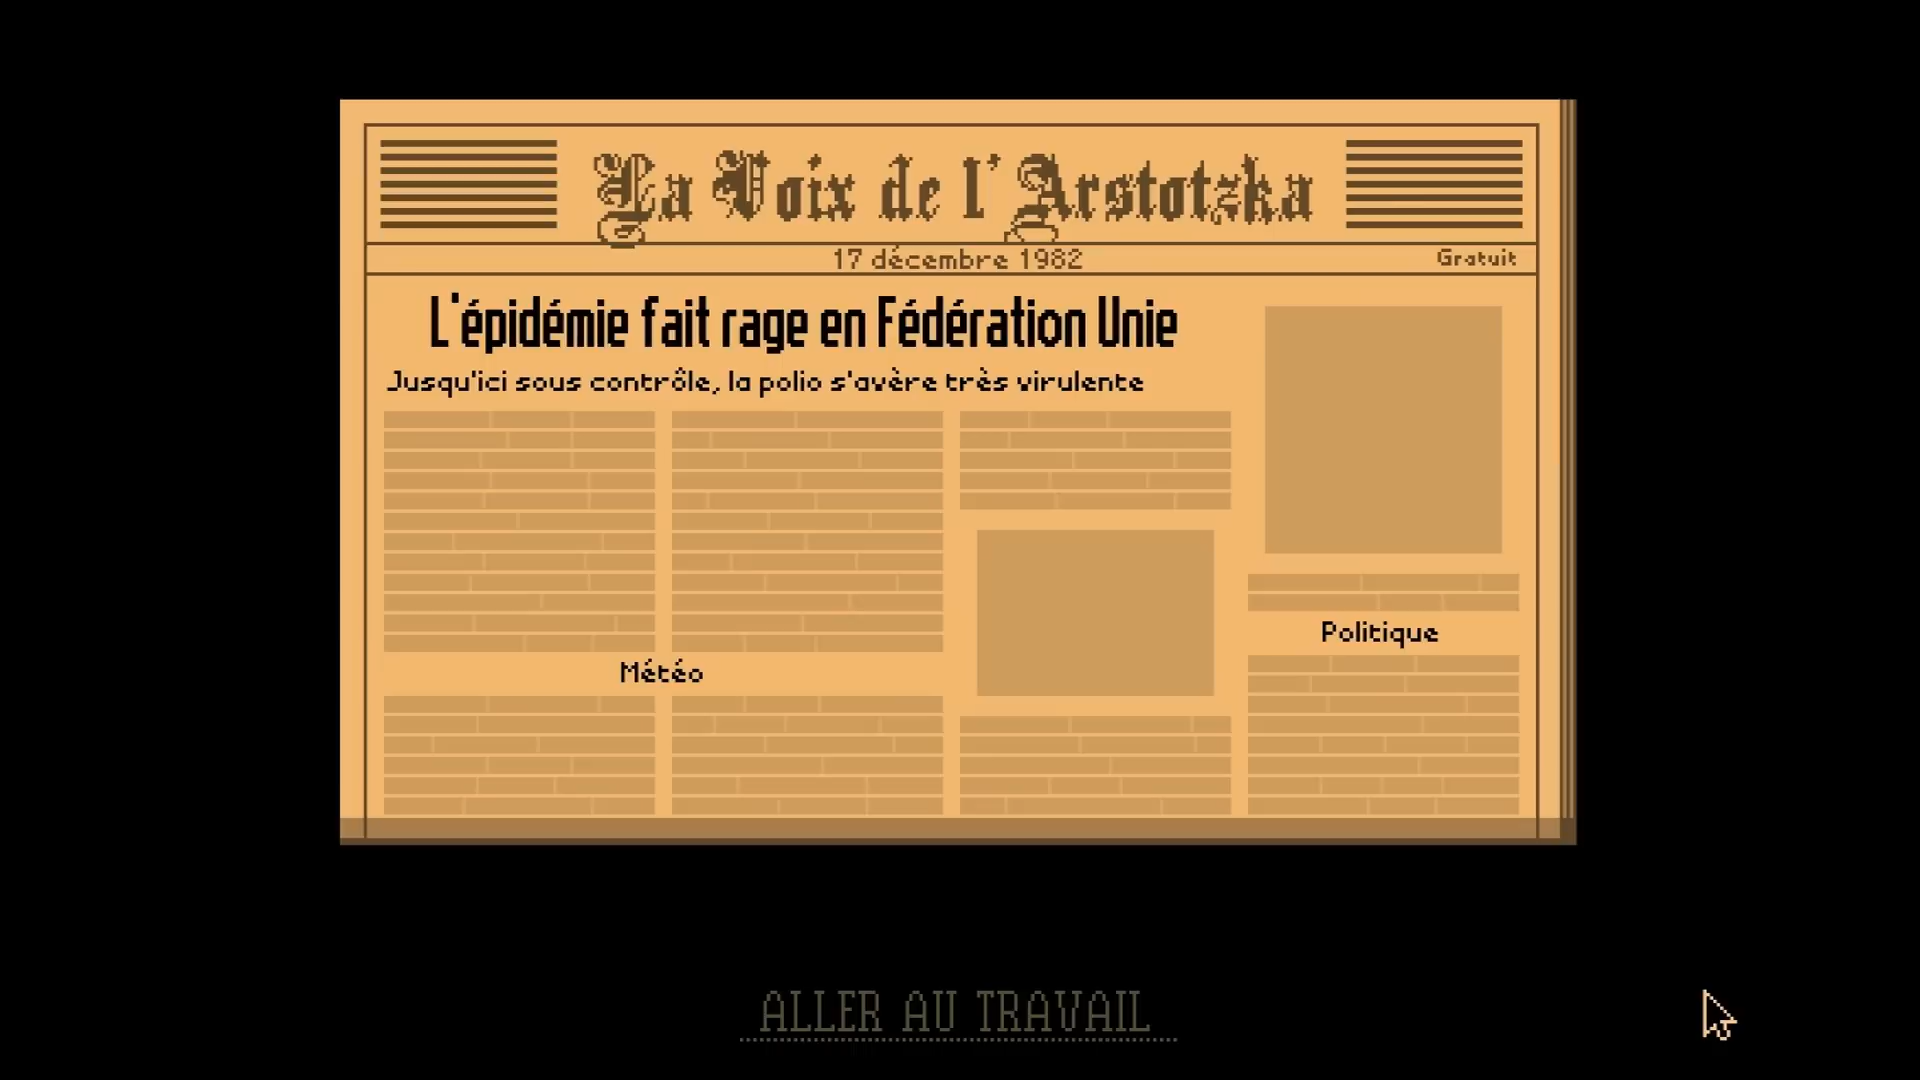 La Voix de l'Arstotzka
17 décembre 1982
Gratuit
L'épidémie fait rage en Fédération Unie
Jusqu'ici sous contrôle, la polio s'avère très virulente
Météo
Politique
ALLER AU TRAVAIL